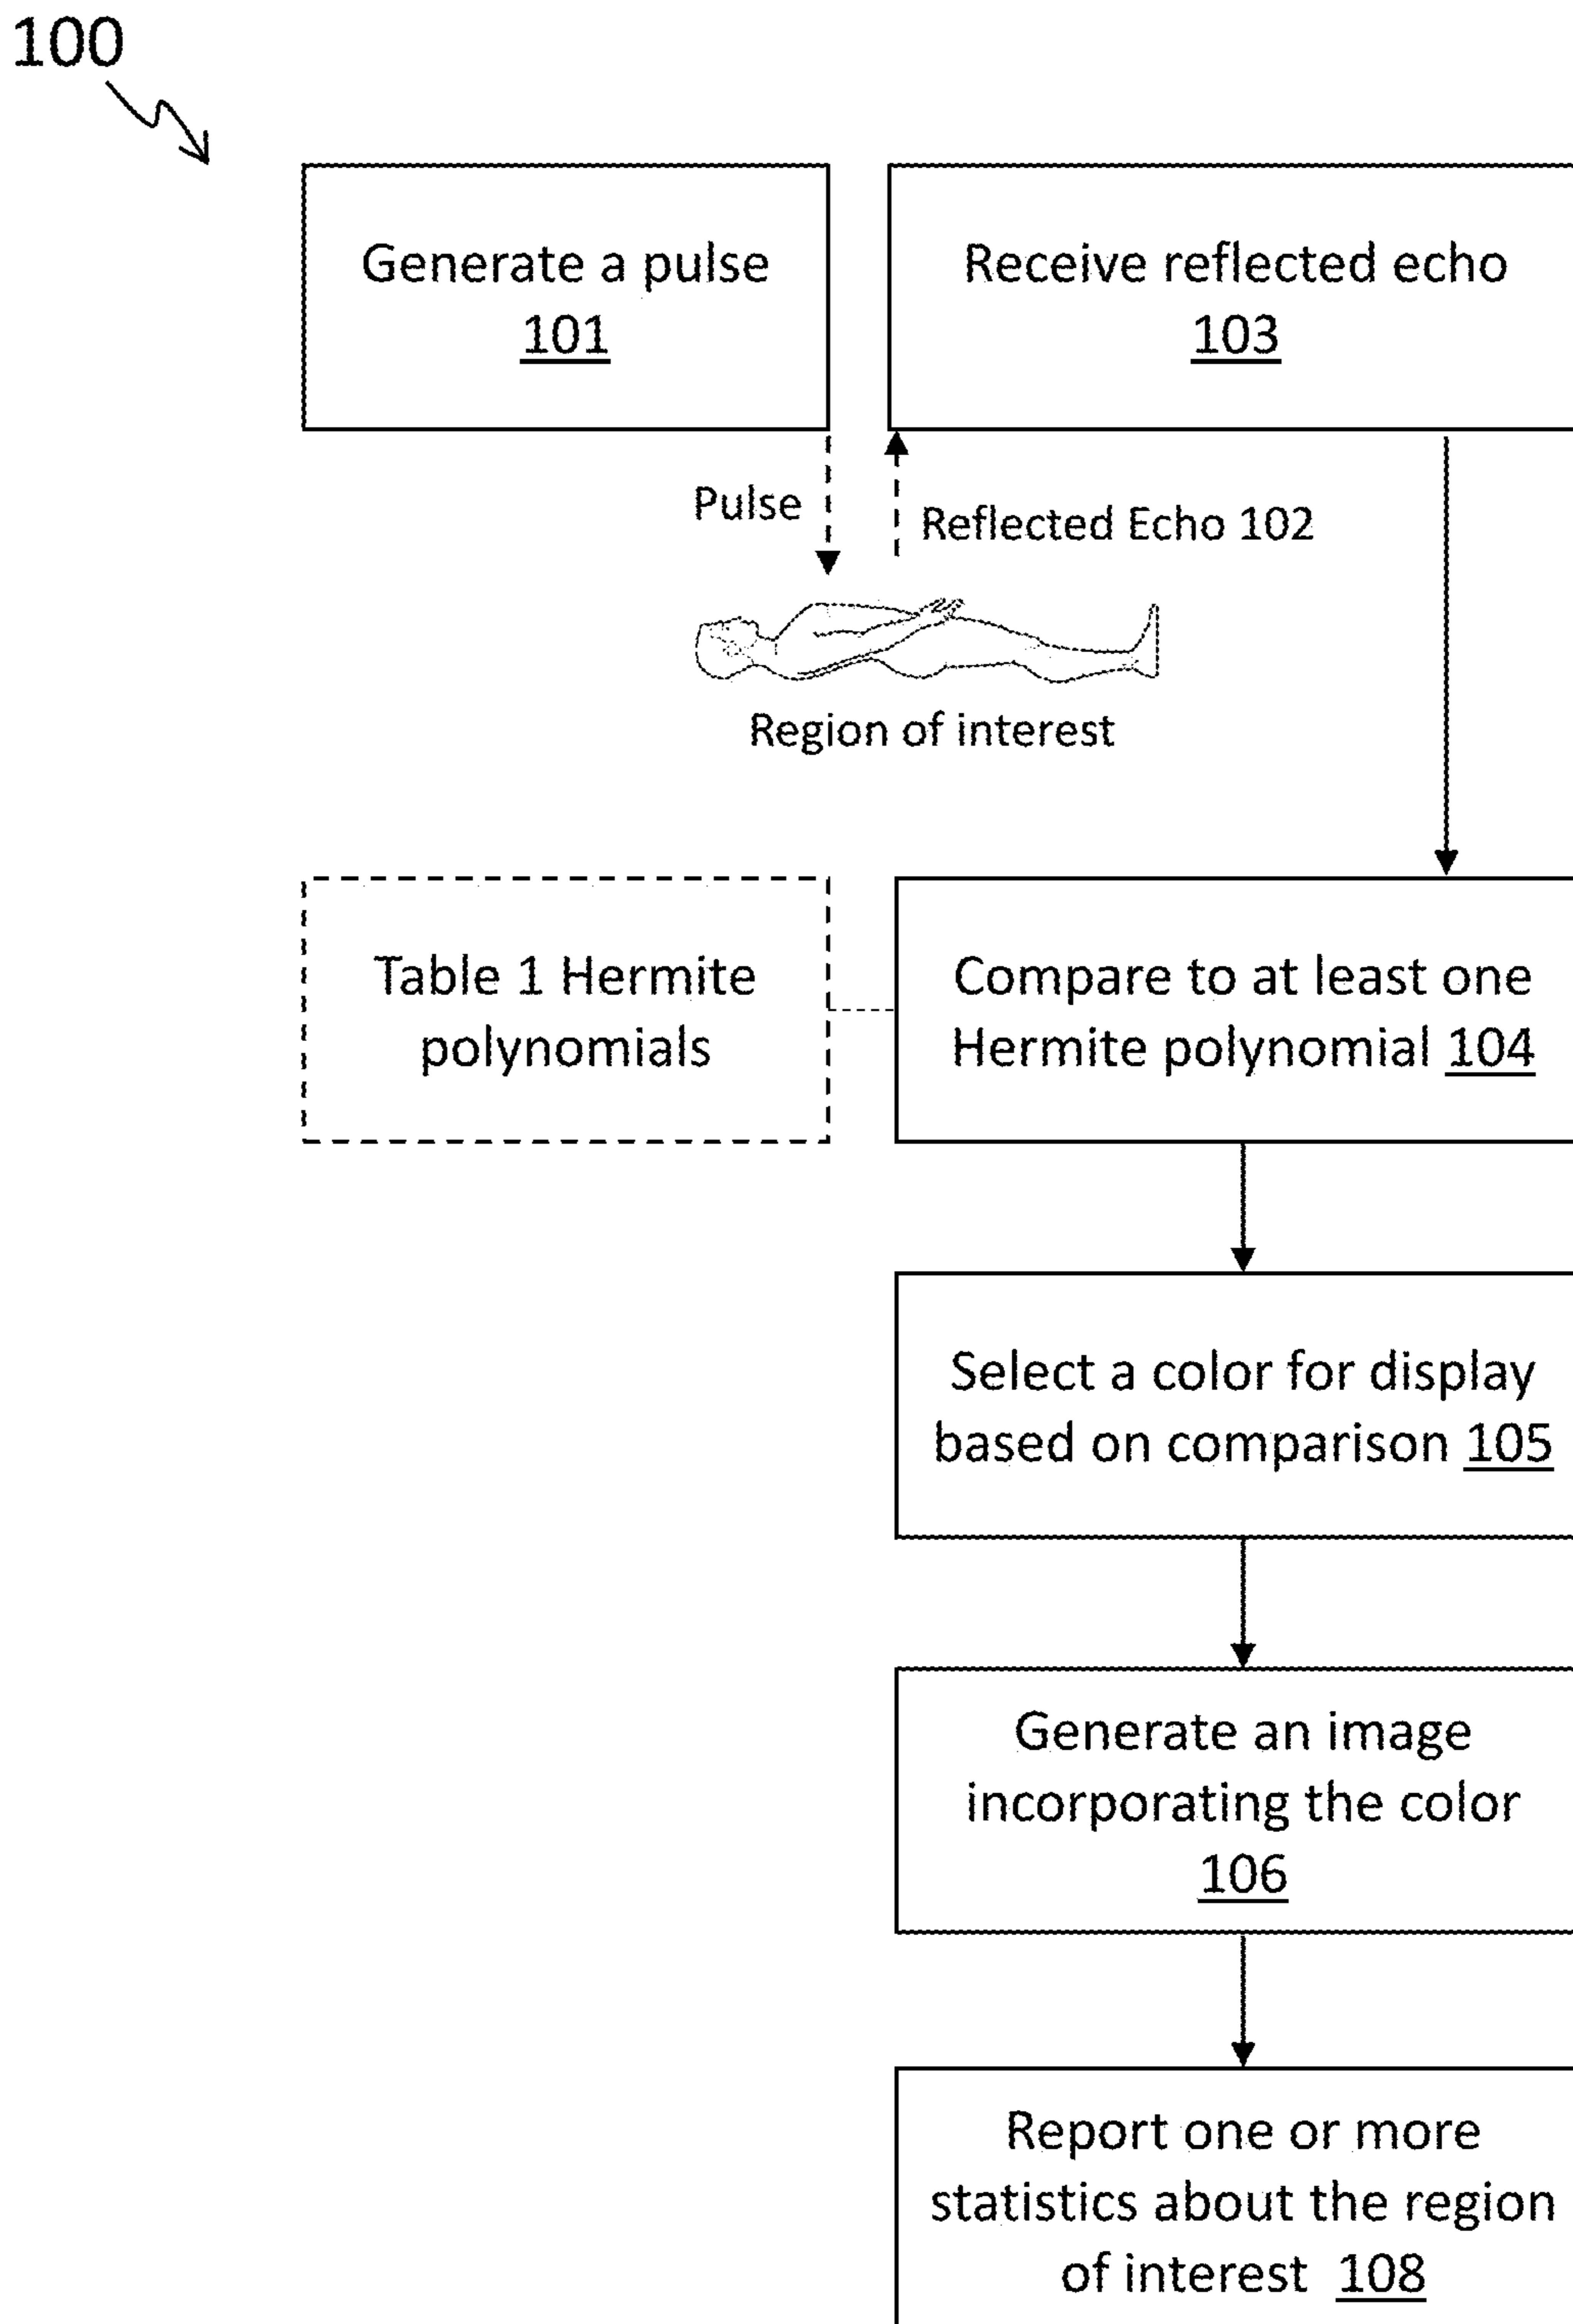 100
Generate a pulse
101
Receive reflected echo
103
Pulse
Reflected Echo 102
Region of interest
Table 1 Hermite
polynomials
Compare to at least one
Hermite polynomial 104
Select a color for display
based on comparison 105
Generate an image
incorporating the color
106
Report one or more
statistics about the region
of interest 108